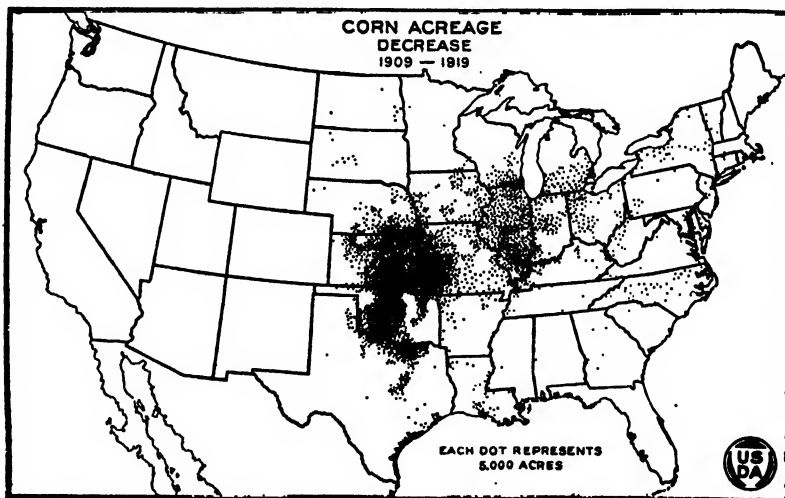 CORN ACREAGE
DECREASE
1909 — 1919
EACH DOT REPRESENTS
5,000 ACRES
US
DA